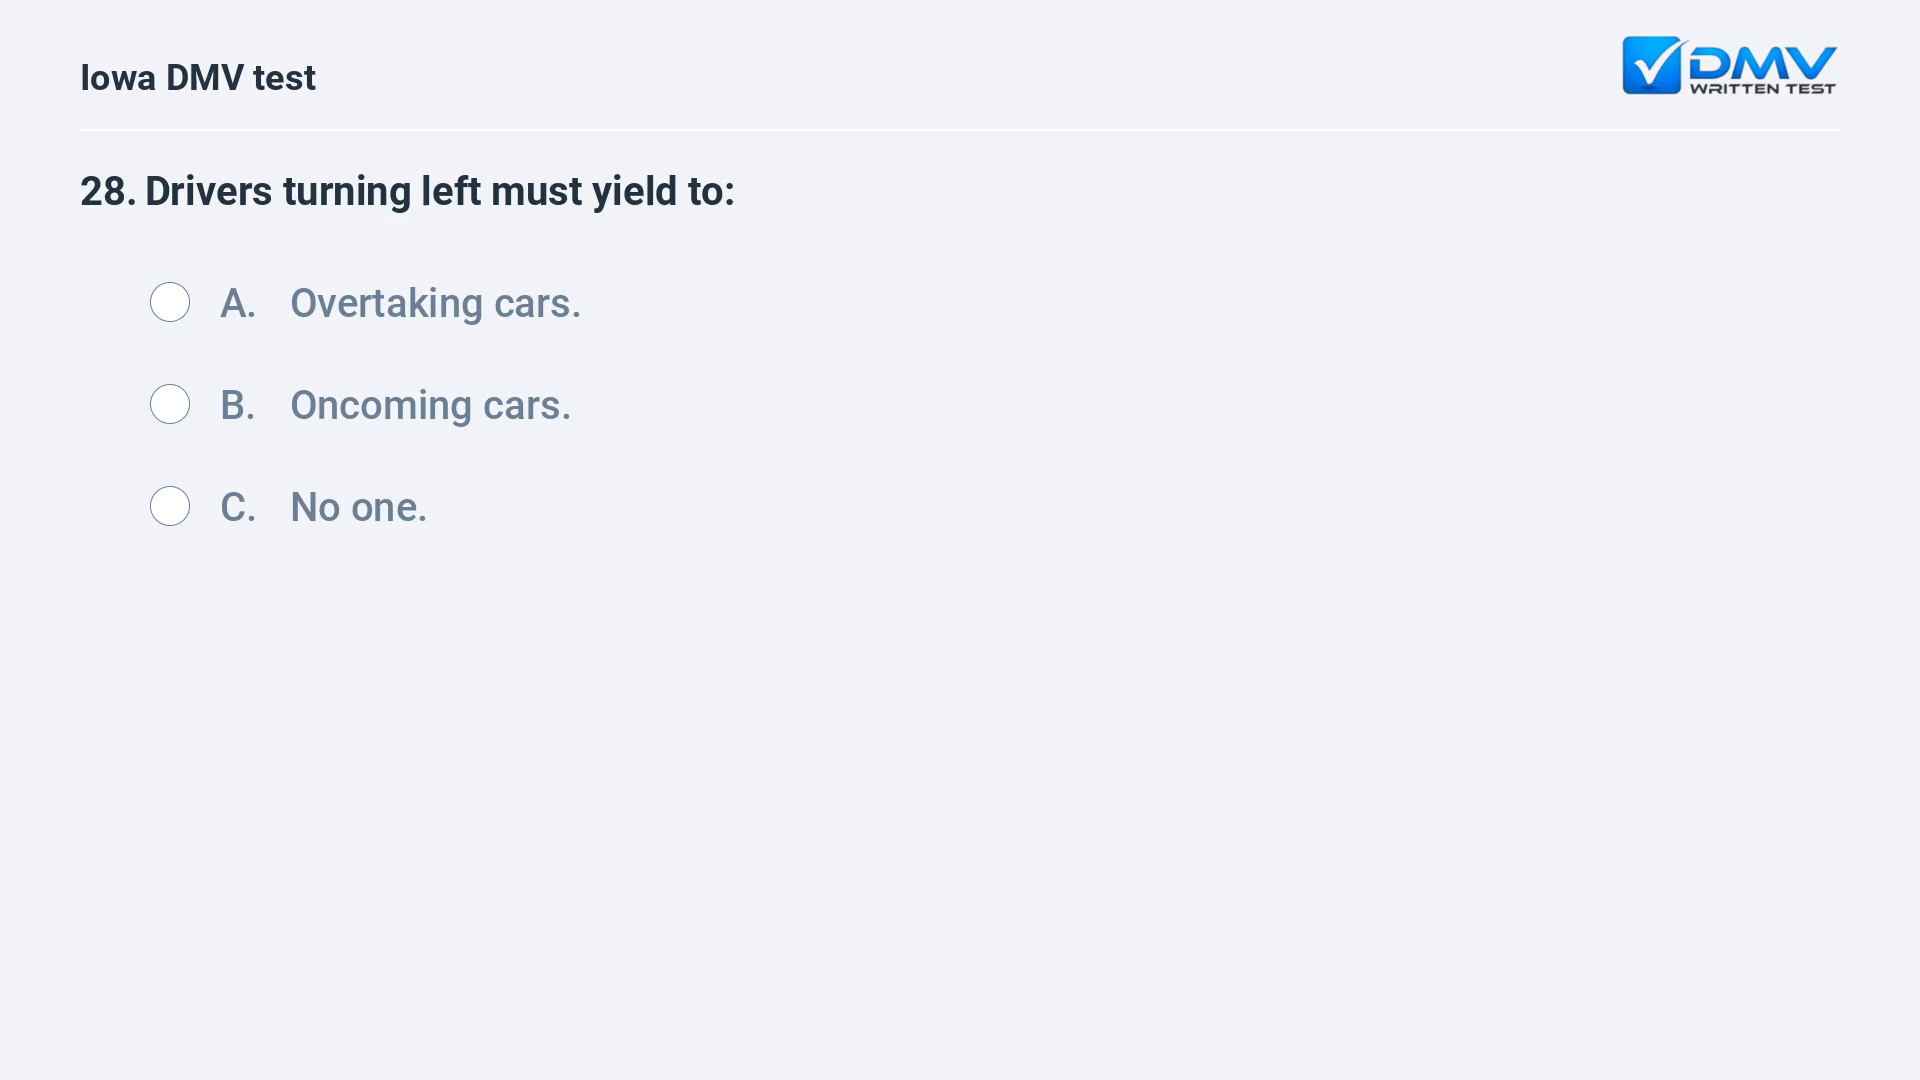 Iowa DMV test
DMV
WRITTEN TEST
28. Drivers turning left must yield to:
A. Overtaking cars.
B. Oncoming cars.
C. No one.